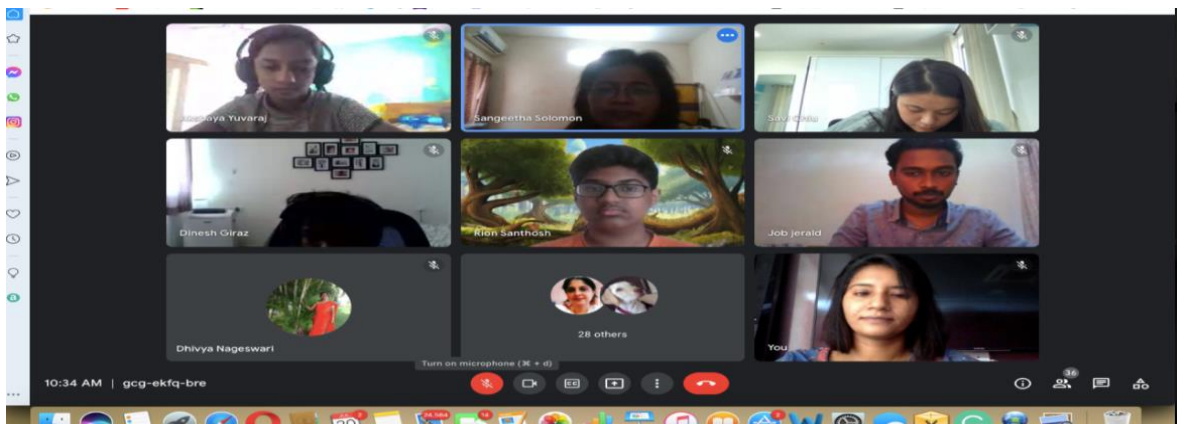 Yuvaraj
Sangeetha Solomon
Dinesh Giraz
Rion Santhosh
Job jerald
Dhivya Nageswari
28 others
You
Turn on microphone (⌘ + d)
10:34 AM | gcg-ekfq-bre
36